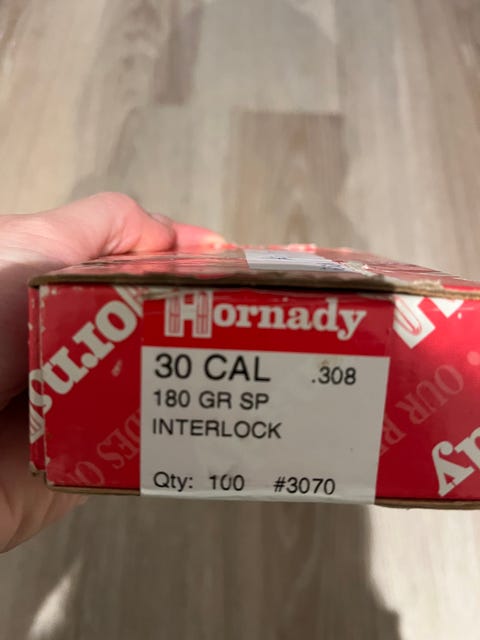 Hornady
30 CAL .308
180 GR SP
INTERLOCK
Qty: 100 #3070